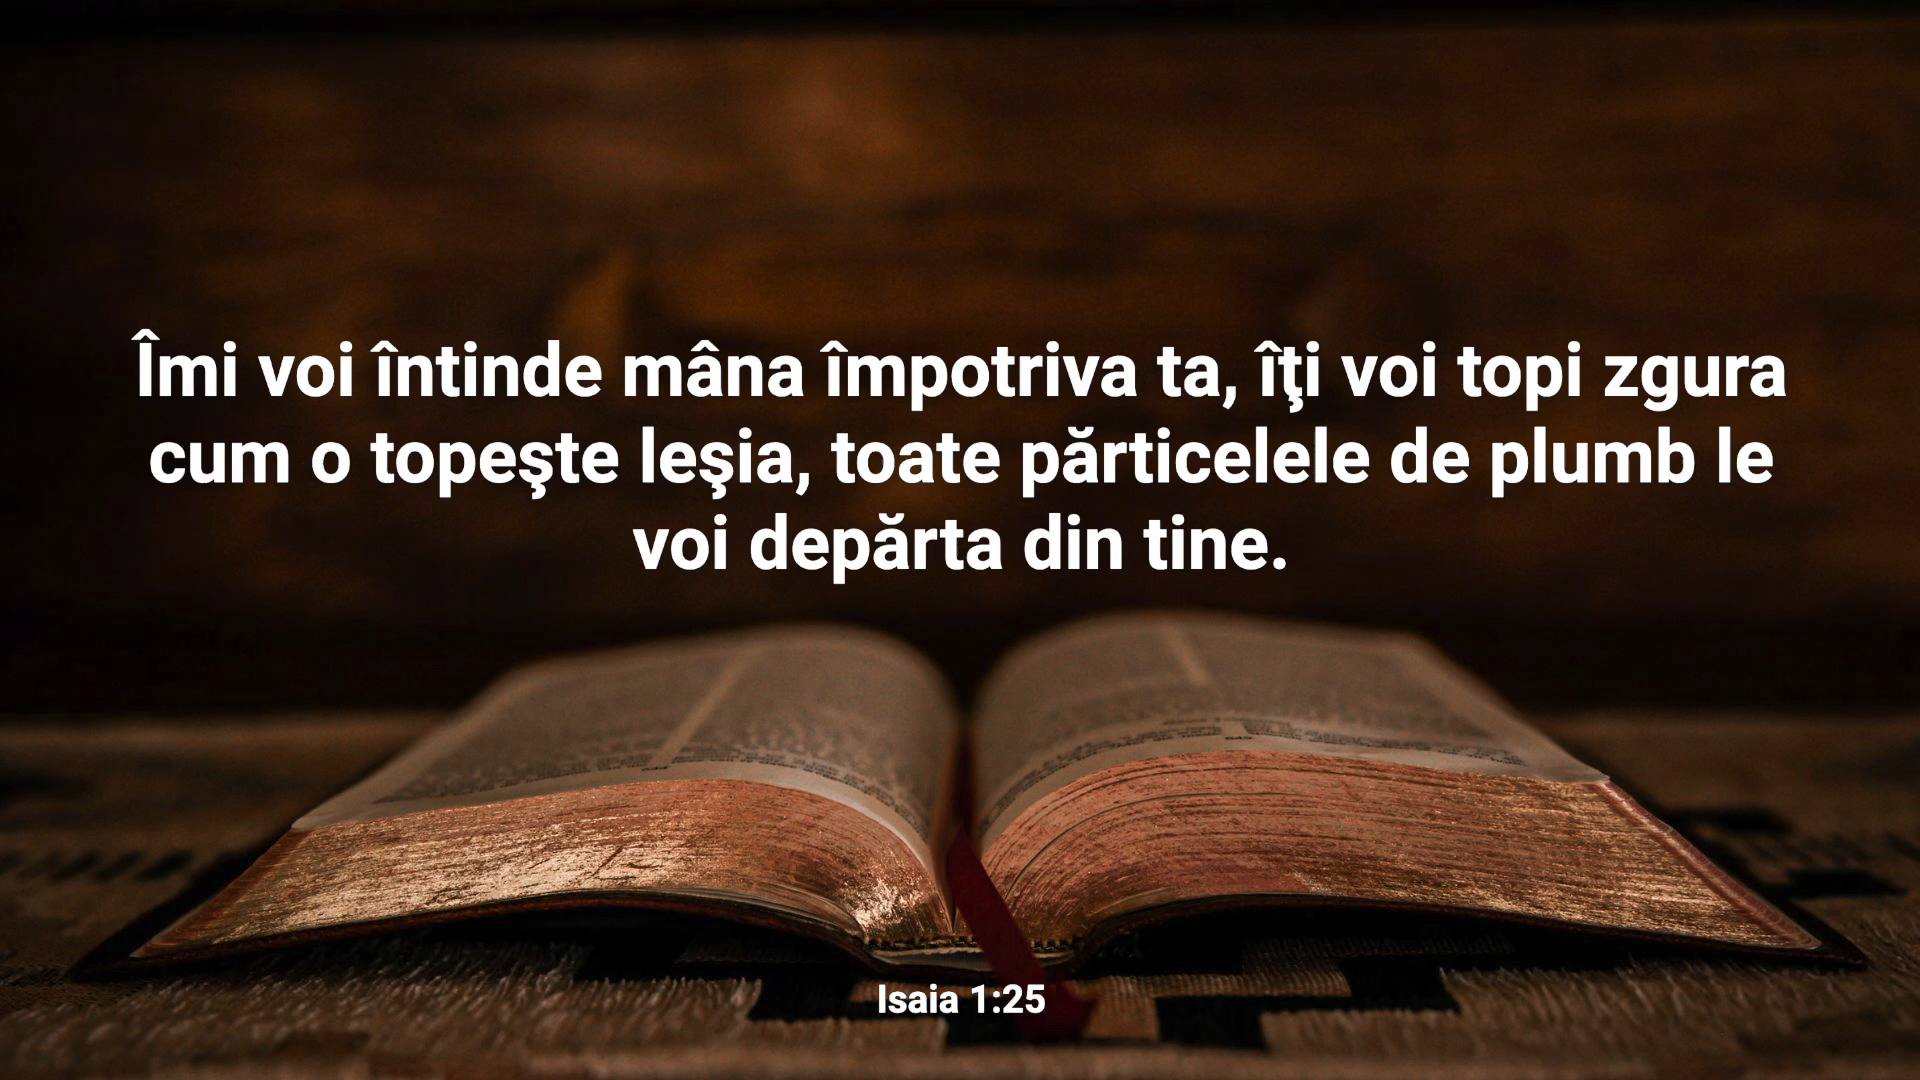 Îmi voi întinde mâna împotriva ta, îţi voi topi zgura
cum o topeşte leşia, toate părticelele de plumb le
voi depărta din tine.
Isaia 1:25